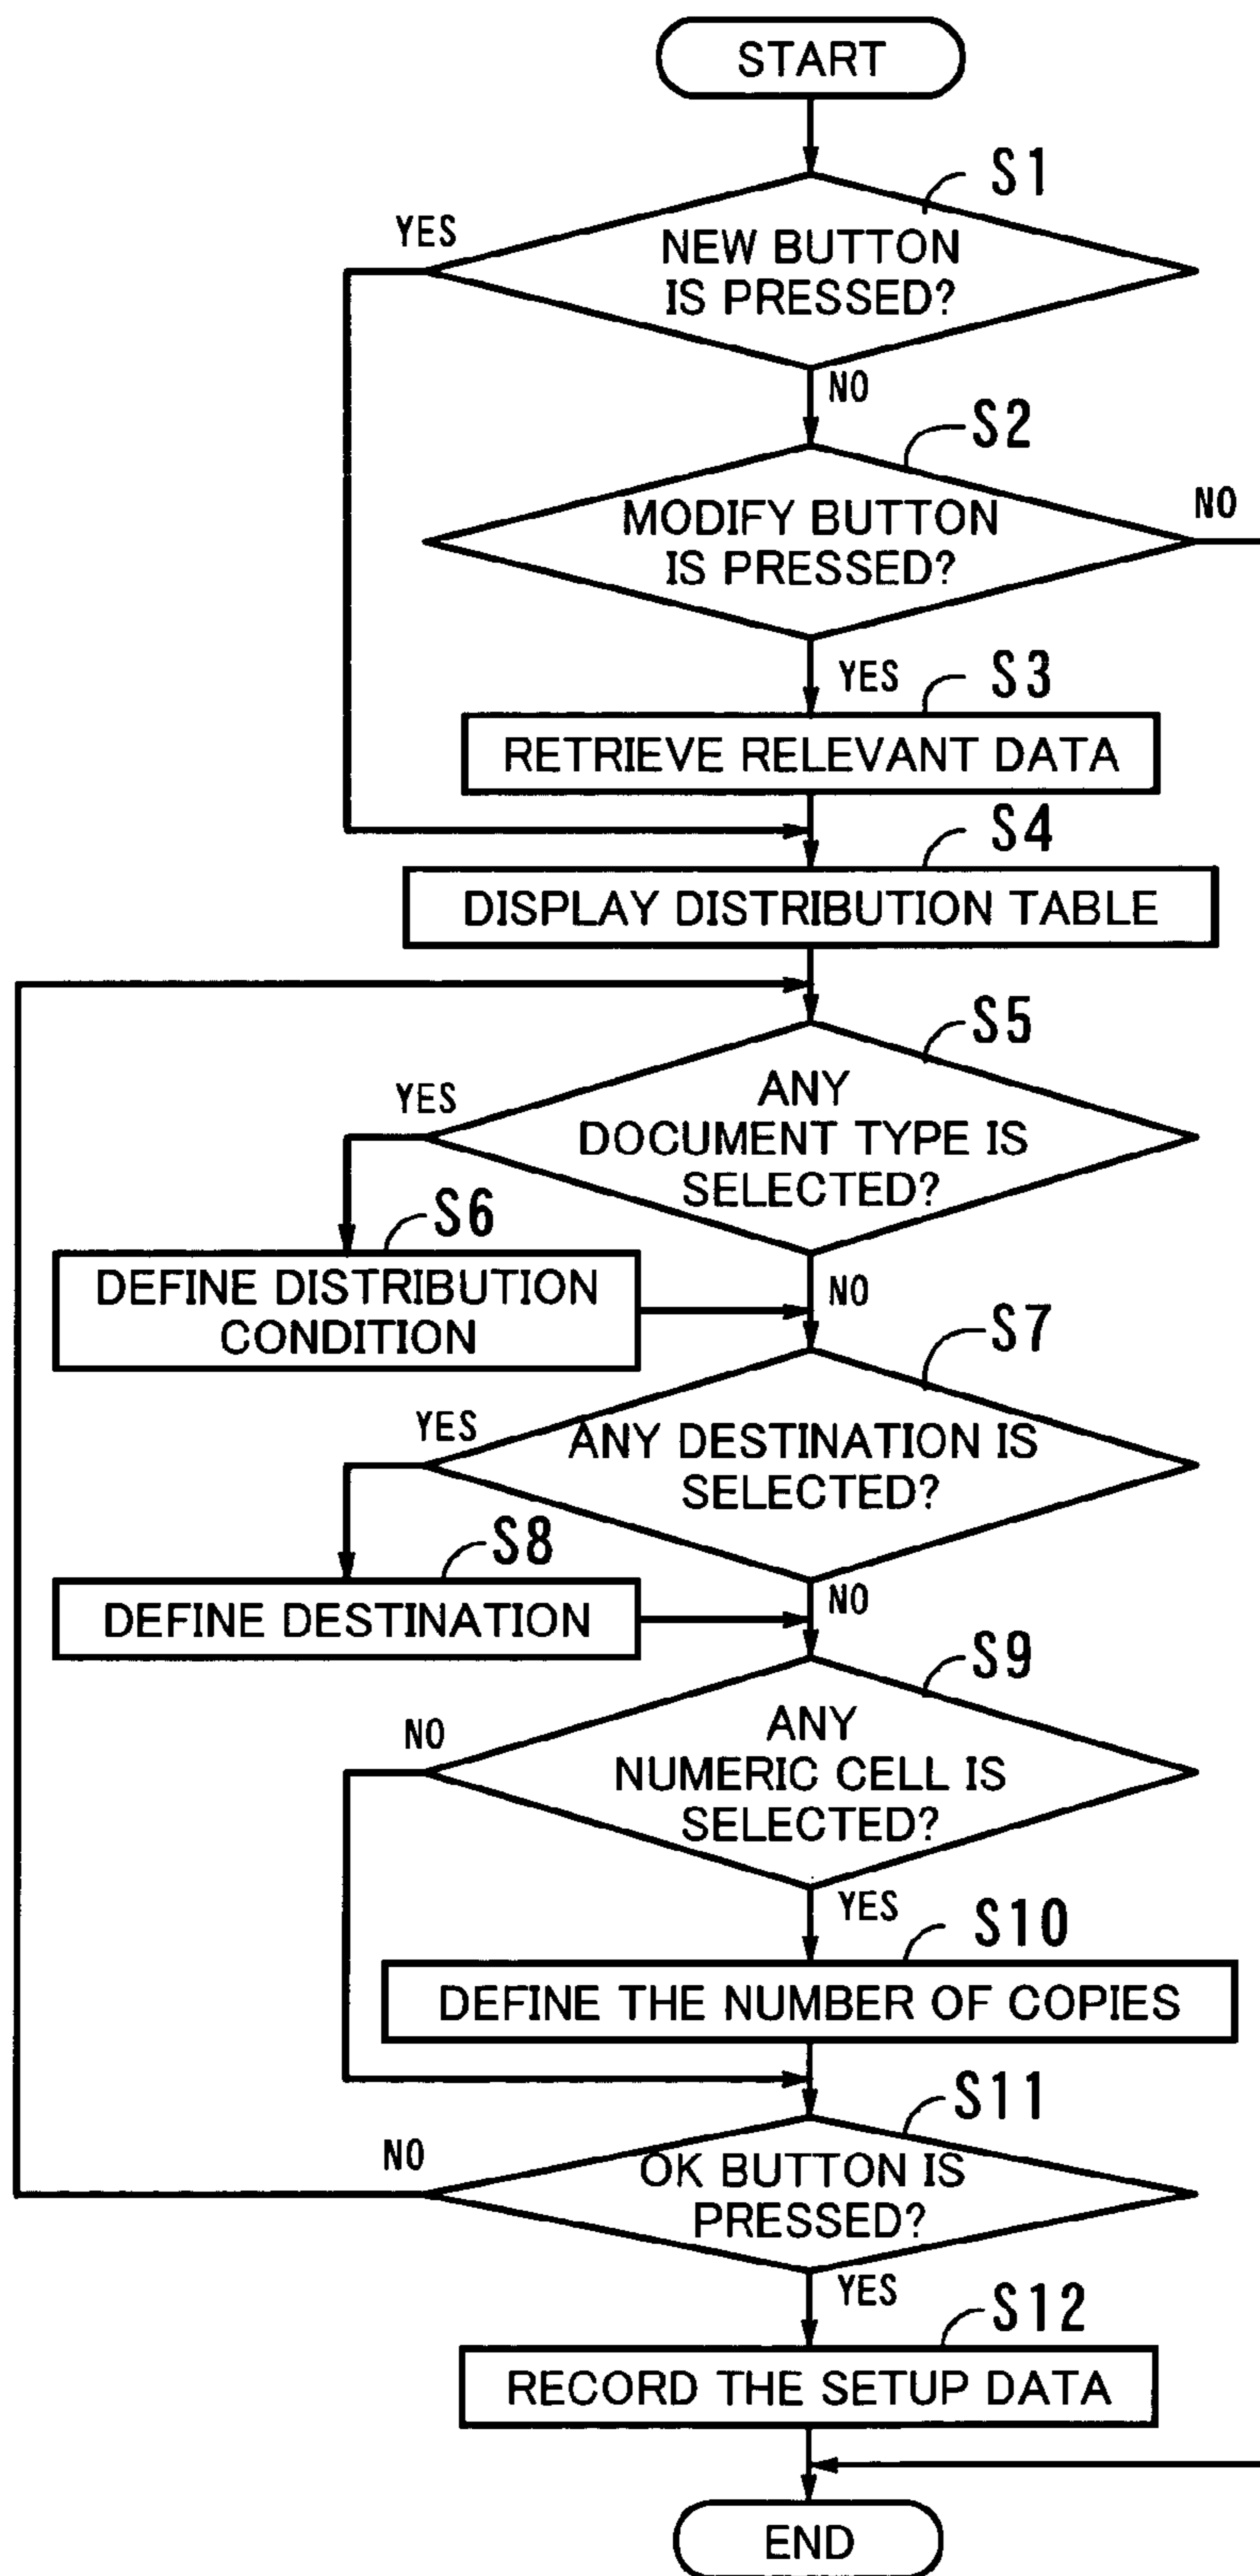 START
S1
YES
NEW BUTTON
IS PRESSED?
NO
S2
MODIFY BUTTON
IS PRESSED?
NO
YES
S3
RETRIEVE RELEVANT DATA
S4
DISPLAY DISTRIBUTION TABLE
S5
YES
ANY
DOCUMENT TYPE IS
SELECTED?
S6
DEFINE DISTRIBUTION
CONDITION
NO
S7
YES
ANY DESTINATION IS
SELECTED?
S8
DEFINE DESTINATION
NO
S9
NO
ANY
NUMERIC CELL IS
SELECTED?
YES
S10
DEFINE THE NUMBER OF COPIES
S11
NO
OK BUTTON IS
PRESSED?
YES
S12
RECORD THE SETUP DATA
END